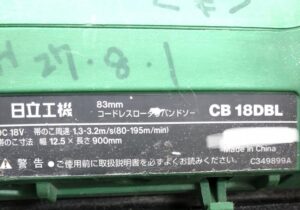 27.8.1
日立工機
83mm
コードレスロータリバンドソー
CB 18DBL
DC 18V 帯のこ周速 1.3-3.2m/s(80-195m/min)
帯のこ寸法 幅 12.5×長さ 900mm
Made in China
警告 ご使用前に取扱説明書を必ずよくお読みください。
C349899A